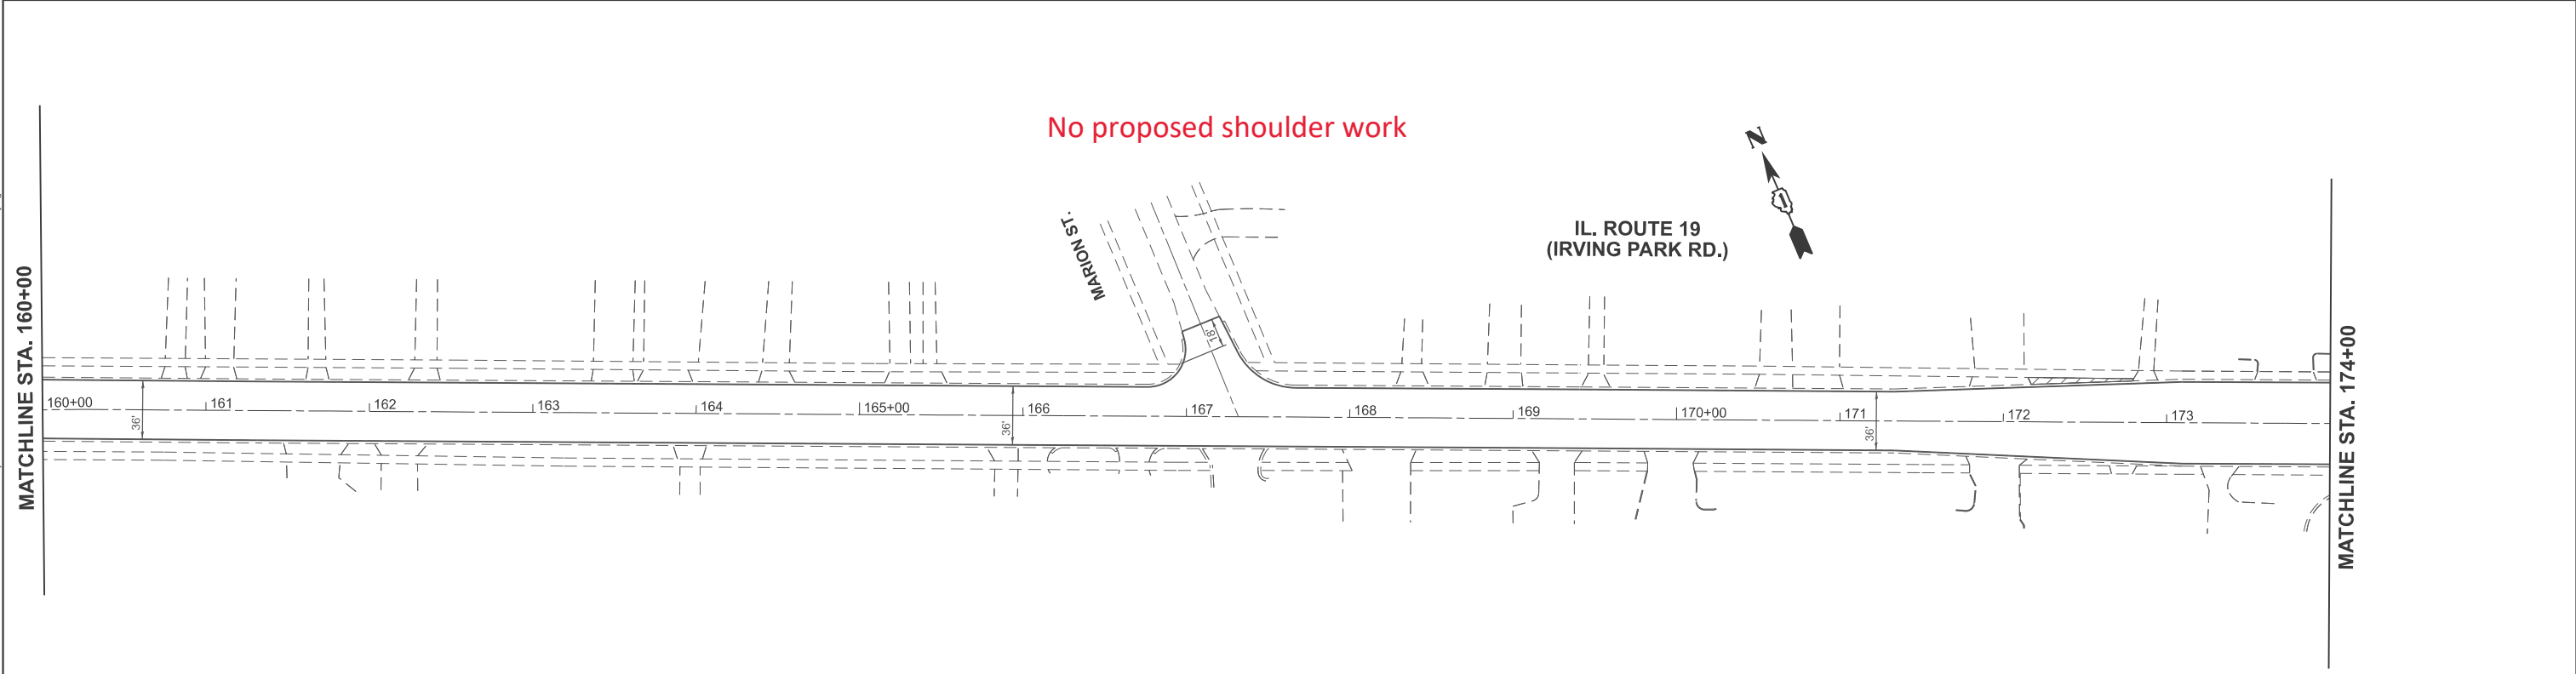 No proposed shoulder work
N
IL. ROUTE 19
(IRVING PARK RD.)
MARION ST.
MATCHLINE STA. 160+00
MATCHLINE STA. 174+00
18'
160+00
161
162
163
164
165+00
166
167
168
169
170+00
171
172
173
36'
36'
36'